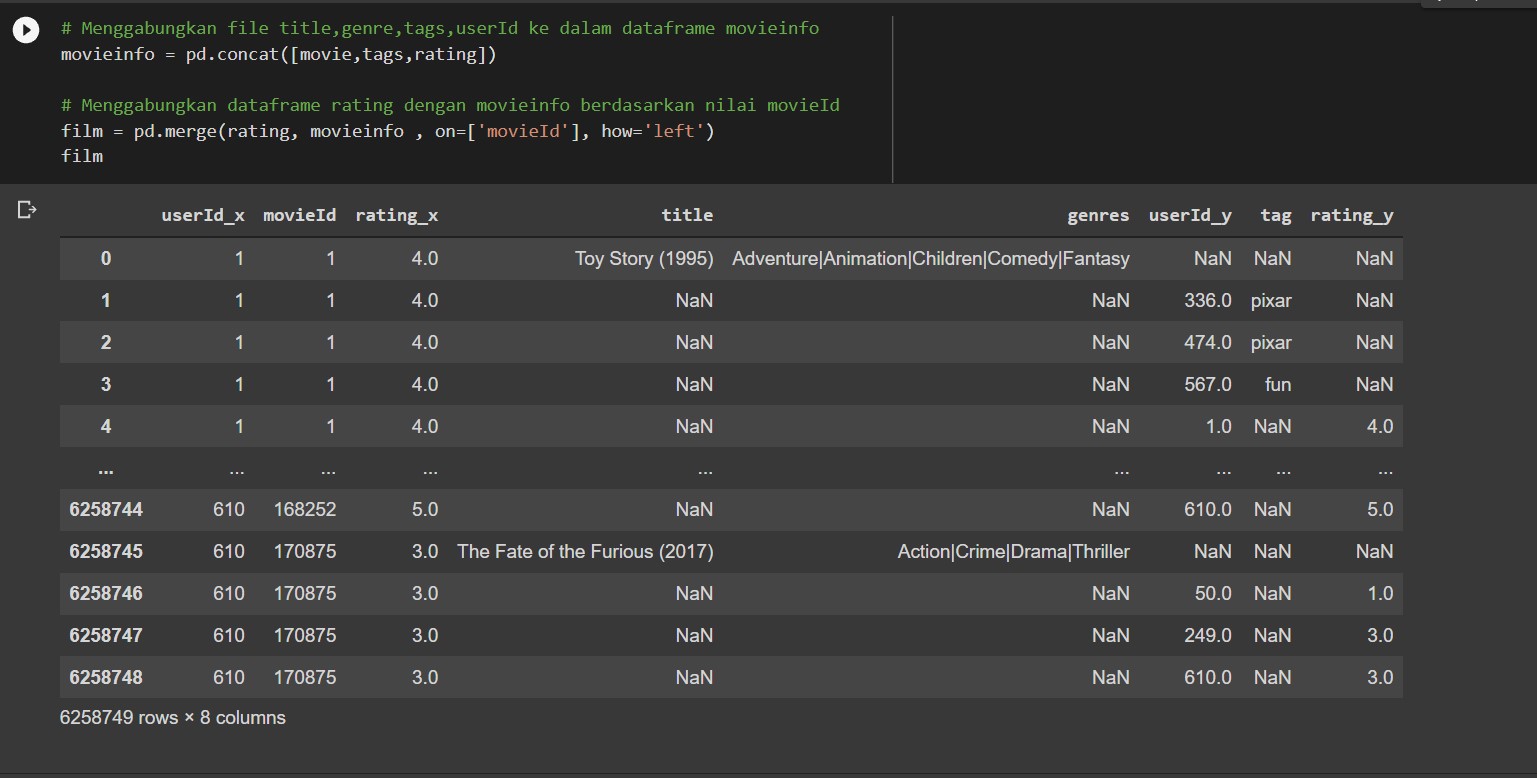 # Menggabungkan file title,genre,tags,userId ke dalam dataframe movieinfo
movieinfo = pd.concat([movie,tags,rating])
# Menggabungkan dataframe rating dengan movieinfo berdasarkan nilai movieId
film = pd.merge(rating, movieinfo , on=['movieId'], how='left')
film
userId_x movieId rating_x title genres userId_y tag rating_y
0 1 1 4.0 Toy Story (1995) Adventure|Animation|Children|Comedy|Fantasy NaN NaN NaN
1 1 1 4.0 NaN NaN 336.0 pixar NaN
2 1 1 4.0 NaN NaN 474.0 pixar NaN
3 1 1 4.0 NaN NaN 567.0 fun NaN
4 1 1 4.0 NaN NaN 1.0 NaN 4.0
... ... ... ... ... ... ... ... ...
6258744 610 168252 5.0 NaN NaN 610.0 NaN 5.0
6258745 610 170875 3.0 The Fate of the Furious (2017) Action|Crime|Drama|Thriller NaN NaN NaN
6258746 610 170875 3.0 NaN NaN 50.0 NaN 1.0
6258747 610 170875 3.0 NaN NaN 249.0 NaN 3.0
6258748 610 170875 3.0 NaN NaN 610.0 NaN 3.0
6258749 rows × 8 columns